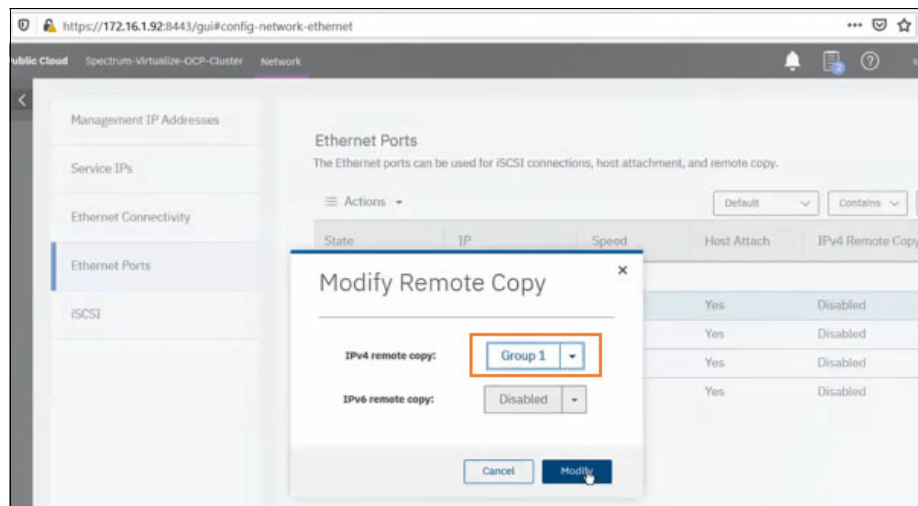 https://172.16.1.92:8443/gui#config-network-ethernet
ublic Cloud Spectrum-Virtualize-OCP-Cluster Network
Management IP Addresses
Service IPs
Ethernet Connectivity
Ethernet Ports
iSCSI
Ethernet Ports
The Ethernet ports can be used for iSCSI connections, host attachment, and remote copy.
Actions
Default Contains
State IP Speed Host Attach IPv4 Remote Copy
Yes Disabled
Yes Disabled
Yes Disabled
Yes Disabled
Modify Remote Copy
IPv4 remote copy: Group 1
IPv6 remote copy: Disabled
Cancel Modify